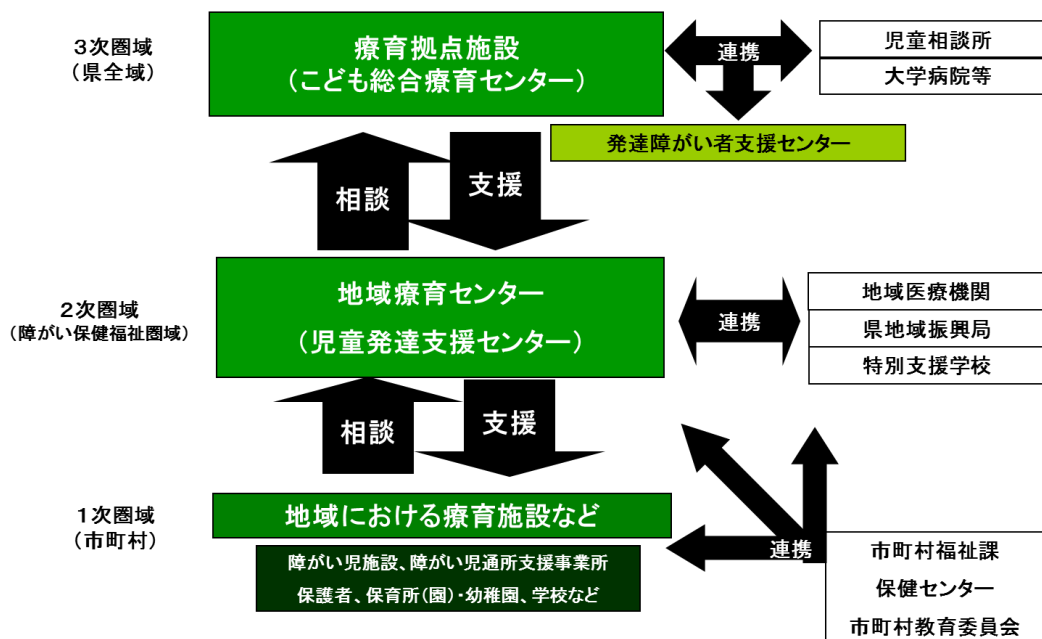 3次圏域
(県全域)
療育拠点施設
(こども総合療育センター)
連携
児童相談所
大学病院等
発達障がい者支援センター
相談
支援
2次圏域
(障がい保健福祉圏域)
地域療育センター
(児童発達支援センター)
連携
地域医療機関
県地域振興局
特別支援学校
相談
支援
1次圏域
(市町村)
地域における療育施設など
障がい児施設、障がい児通所支援事業所
保護者、保育所(園)・幼稚園、学校など
連携
市町村福祉課
保健センター
市町村教育委員会